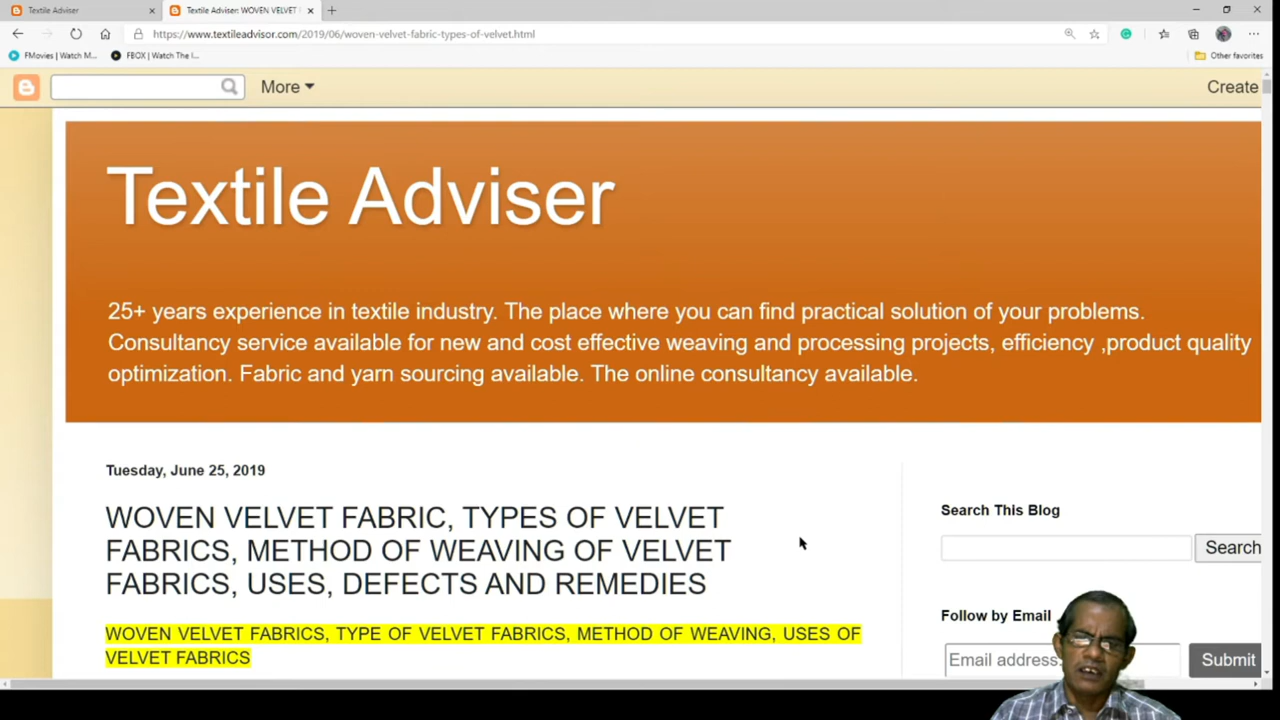 Textile Adviser
Textile Adviser: WOVEN VELVET
https://www.textileadvisor.com/2019/06/woven-velvet-fabric-types-of-velvet.html
FMovies | Watch M...
FBOX | Watch The l...
Other favorites
More
Create
Textile Adviser
25+ years experience in textile industry. The place where you can find practical solution of your problems.
Consultancy service available for new and cost effective weaving and processing projects, efficiency ,product quality
optimization. Fabric and yarn sourcing available. The online consultancy available.
Tuesday, June 25, 2019
WOVEN VELVET FABRIC, TYPES OF VELVET
FABRICS, METHOD OF WEAVING OF VELVET
FABRICS, USES, DEFECTS AND REMEDIES
WOVEN VELVET FABRICS, TYPE OF VELVET FABRICS, METHOD OF WEAVING, USES OF
VELVET FABRICS
Search This Blog
Search
Follow by Email
Email address...
Submit